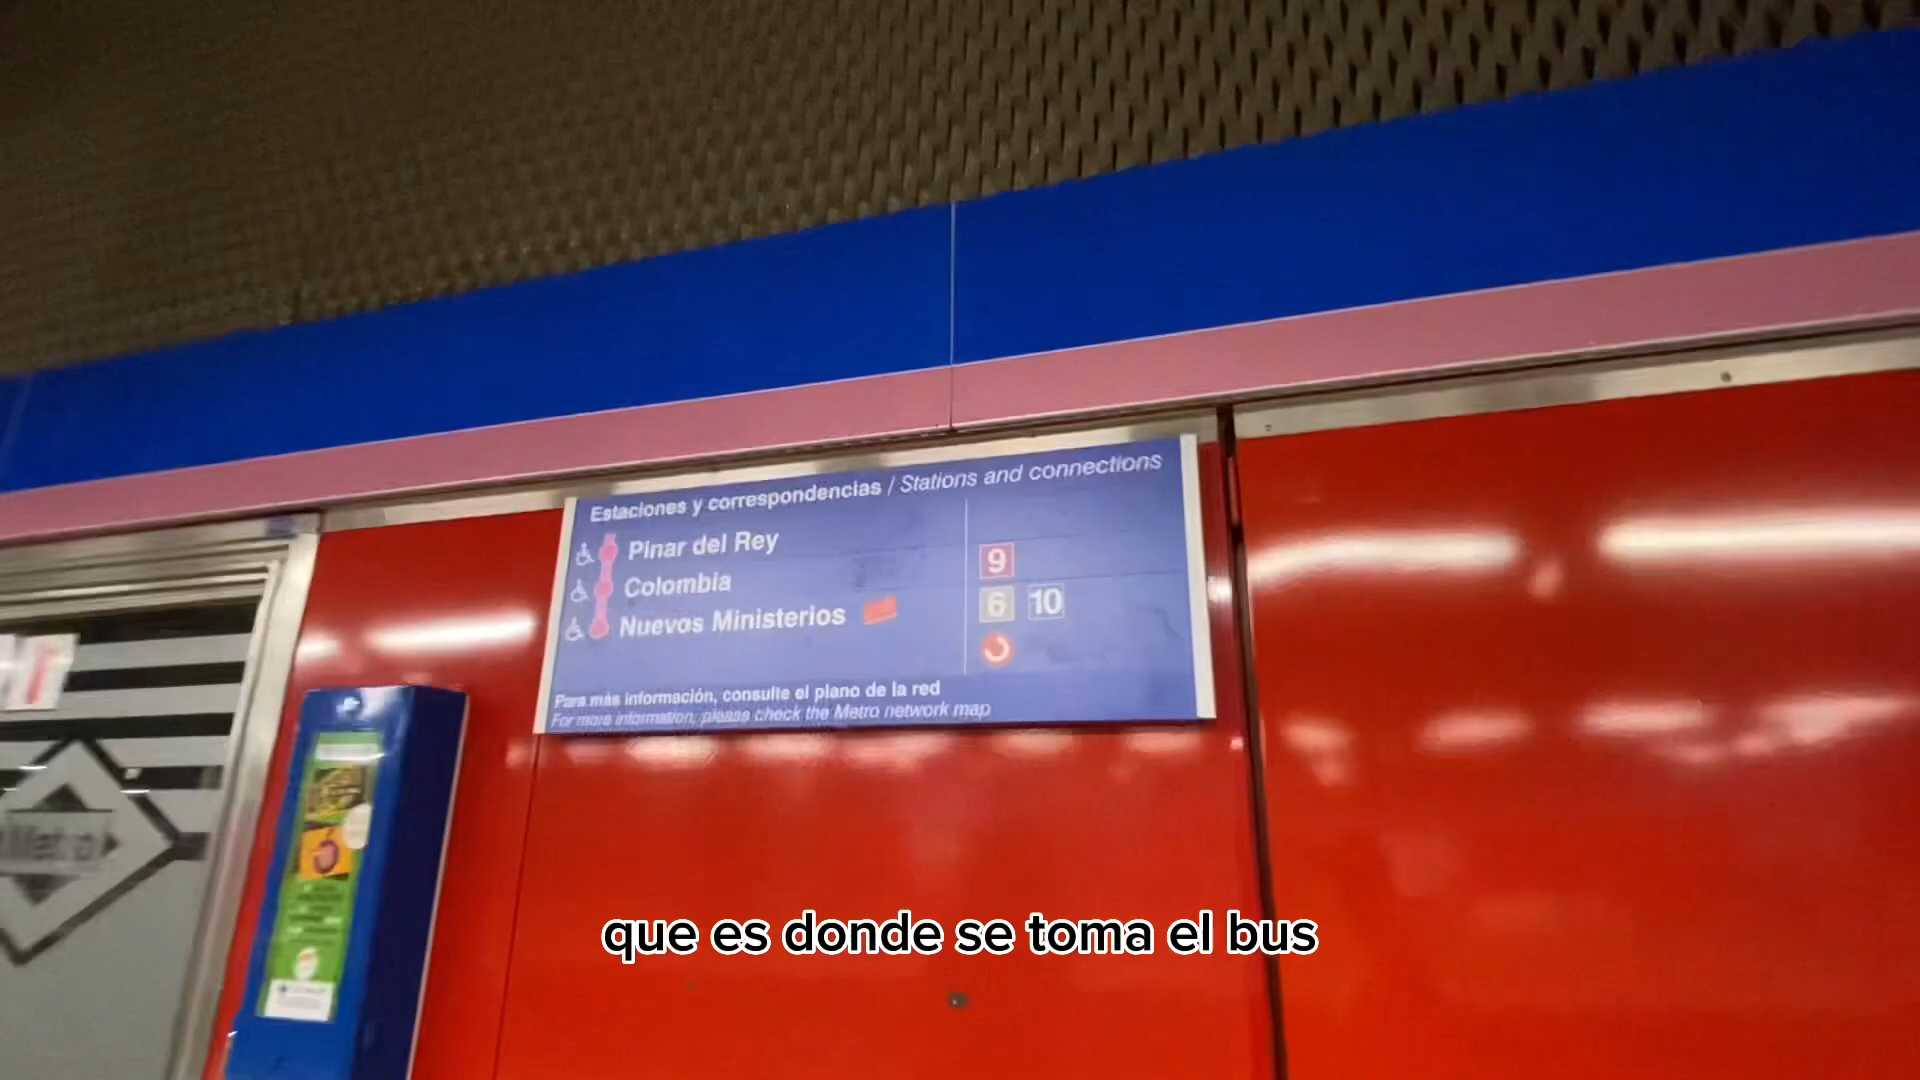 Estaciones y correspondencias / Stations and connections
Pinar del Rey
Colombia 9
Nuevos Ministerios 6 10
Para más información, consulte el plano de la red
For more information, please check the Metro network map
Metro
que es donde se toma el bus